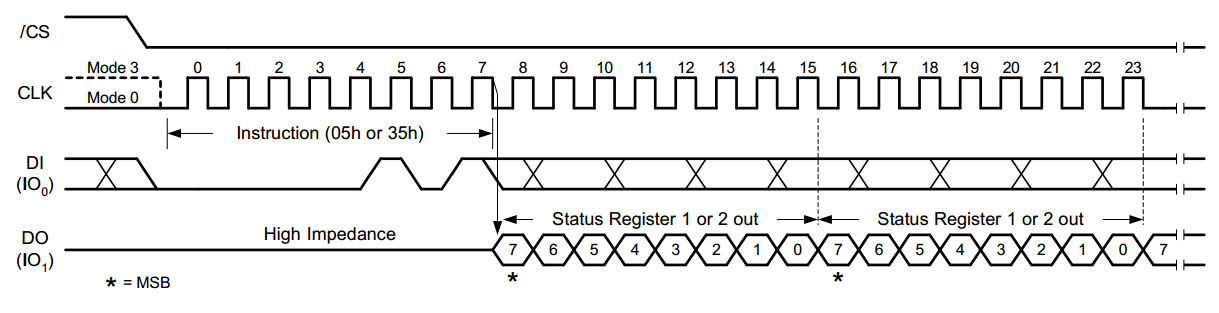 /CS
Mode 3
0 1 2 3 4 5 6 7 8 9 10 11 12 13 14 15 16 17 18 19 20 21 22 23
CLK
Mode 0
Instruction (05h or 35h)
DI
(IO0)
Status Register 1 or 2 out Status Register 1 or 2 out
High Impedance
DO
(IO1)
7 6 5 4 3 2 1 0 7 6 5 4 3 2 1 0 7
* *
* = MSB